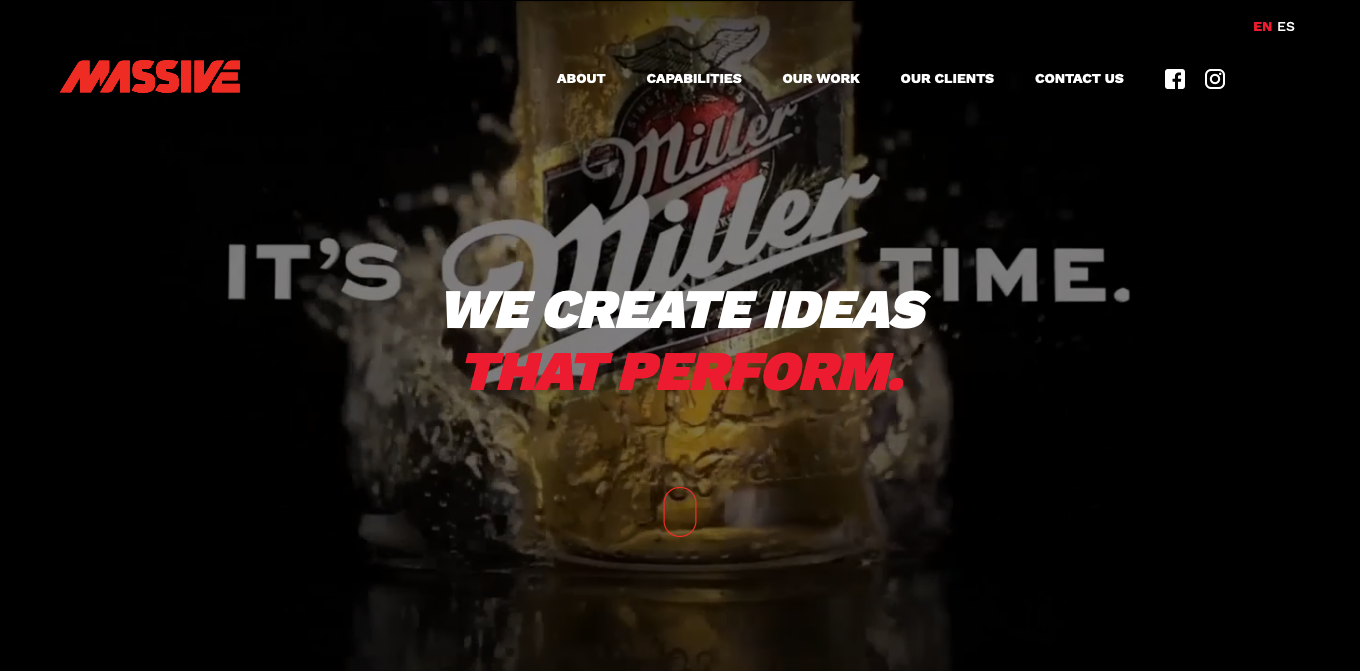 EN ES
MASSIVE
ABOUT CAPABILITIES OUR WORK OUR CLIENTS CONTACT US
Miller
IT'S Miller TIME.
WE CREATE IDEAS
THAT PERFORM.